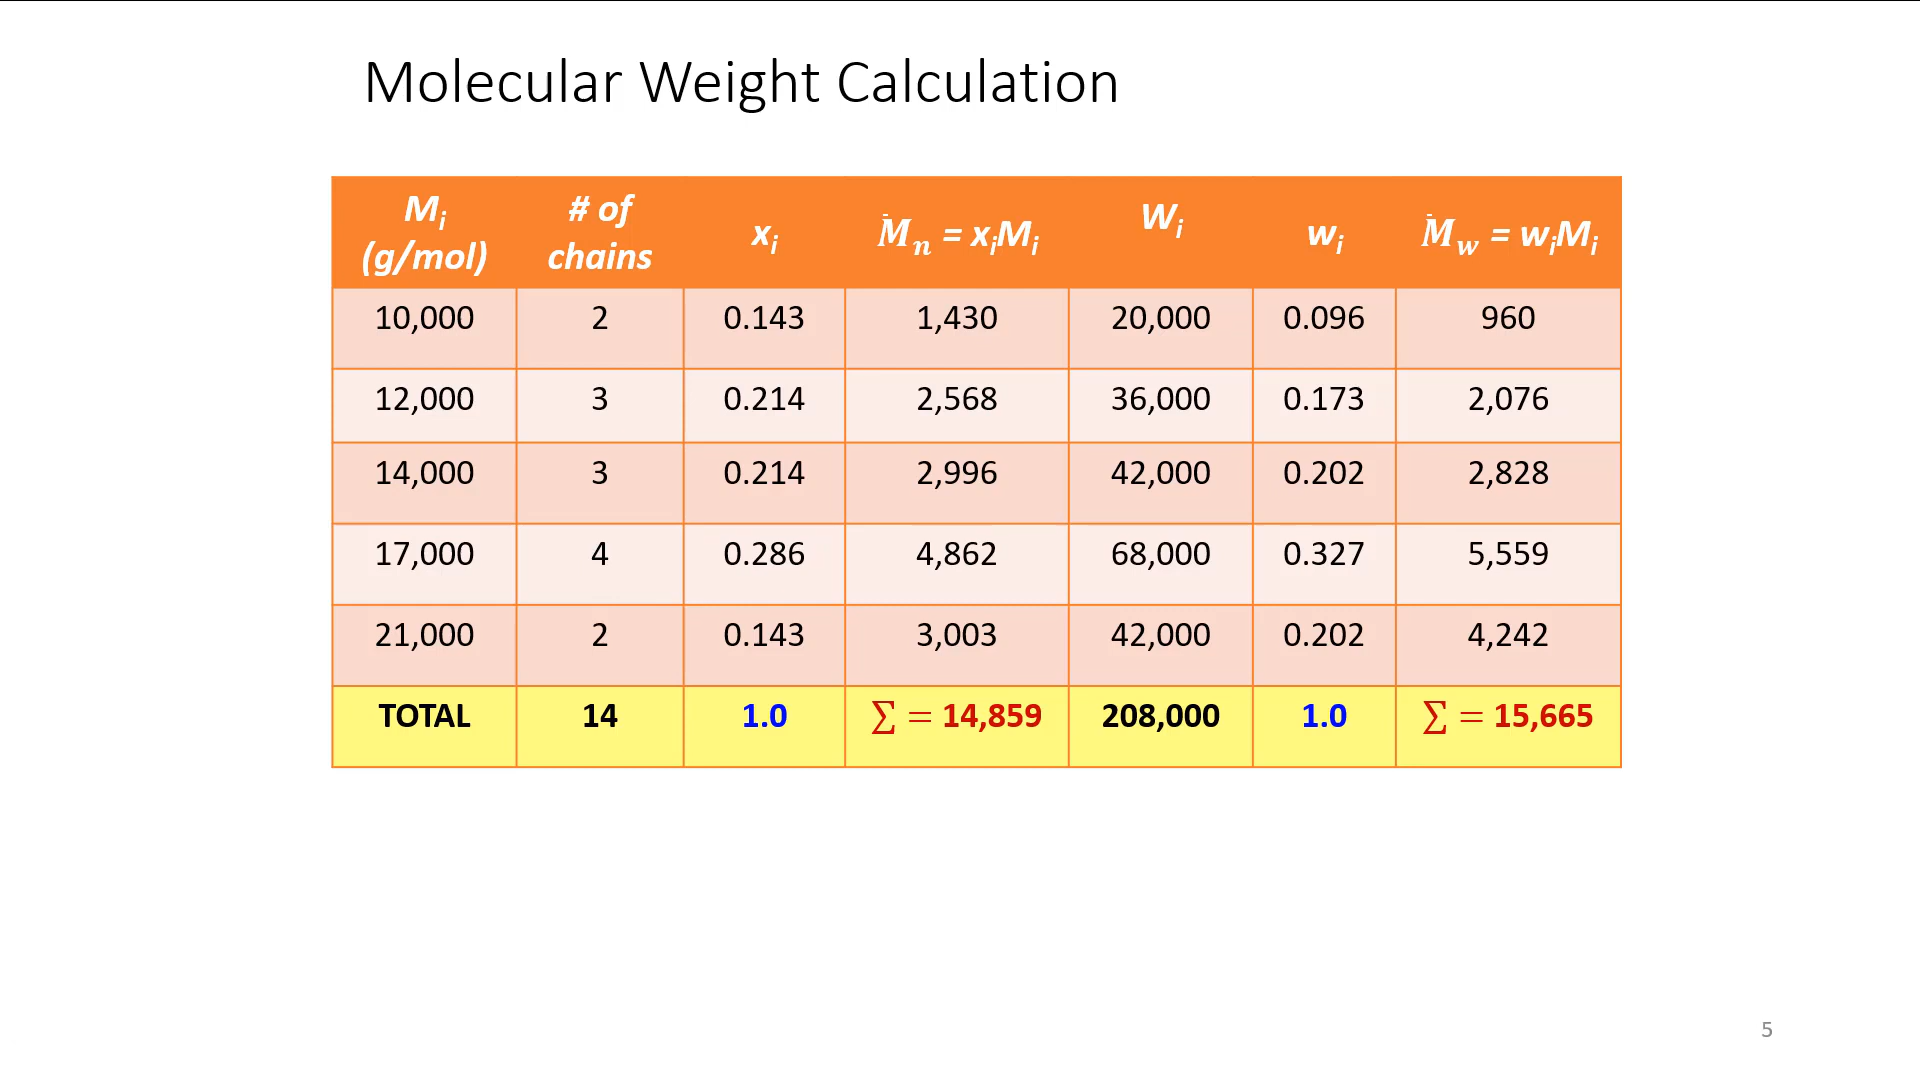 Molecular Weight Calculation
Mi (g/mol) # of chains xi M̄n = xiMi Wi wi M̄w = wiMi
10,000 2 0.143 1,430 20,000 0.096 960
12,000 3 0.214 2,568 36,000 0.173 2,076
14,000 3 0.214 2,996 42,000 0.202 2,828
17,000 4 0.286 4,862 68,000 0.327 5,559
21,000 2 0.143 3,003 42,000 0.202 4,242
TOTAL 14 1.0 ∑ = 14,859 208,000 1.0 ∑ = 15,665
5